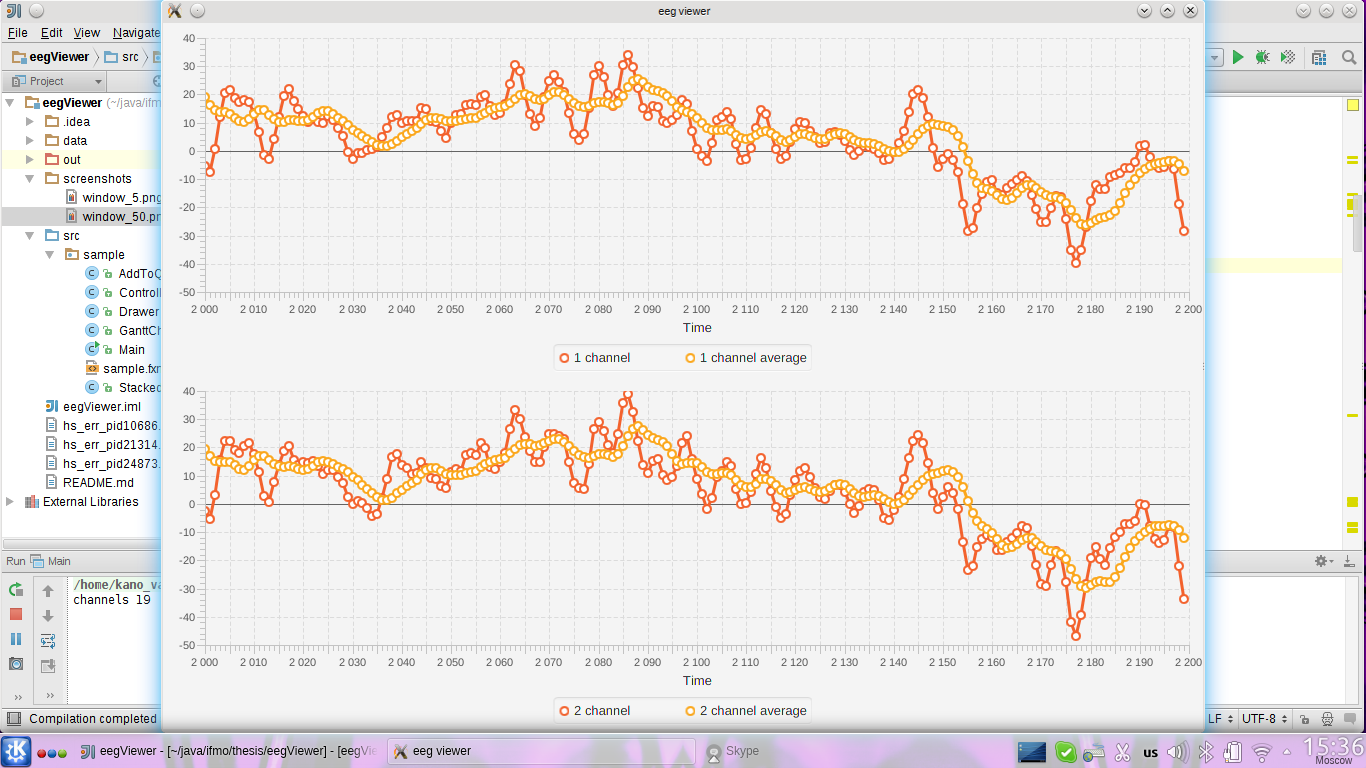 eeg viewer
File Edit View Navigate
eegViewer src
Project
eegViewer (~/java/ifm
.idea
data
out
screenshots
window_5.png
window_50.pr
src
sample
AddToQ
Controll
Drawer
GanttCh
Main
sample.fxm
Stacked
eegViewer.iml
hs_err_pid10686.
hs_err_pid21314.
hs_err_pid24873.
README.md
External Libraries
Run Main
/home/kano_va
channels 19
Compilation completed
40
30
20
10
0
-10
-20
-30
-40
-50
2 000 2 010 2 020 2 030 2 040 2 050 2 060 2 070 2 080 2 090 2 100 2 110 2 120 2 130 2 140 2 150 2 160 2 170 2 180 2 190 2 200
Time
1 channel 1 channel average
40
30
20
10
0
-10
-20
-30
-40
-50
2 000 2 010 2 020 2 030 2 040 2 050 2 060 2 070 2 080 2 090 2 100 2 110 2 120 2 130 2 140 2 150 2 160 2 170 2 180 2 190 2 200
Time
2 channel 2 channel average
LF UTF-8
eegViewer - [~/java/ifmo/thesis/eegViewer] - [eegVi
eeg viewer
Skype
us
15:36
Moscow